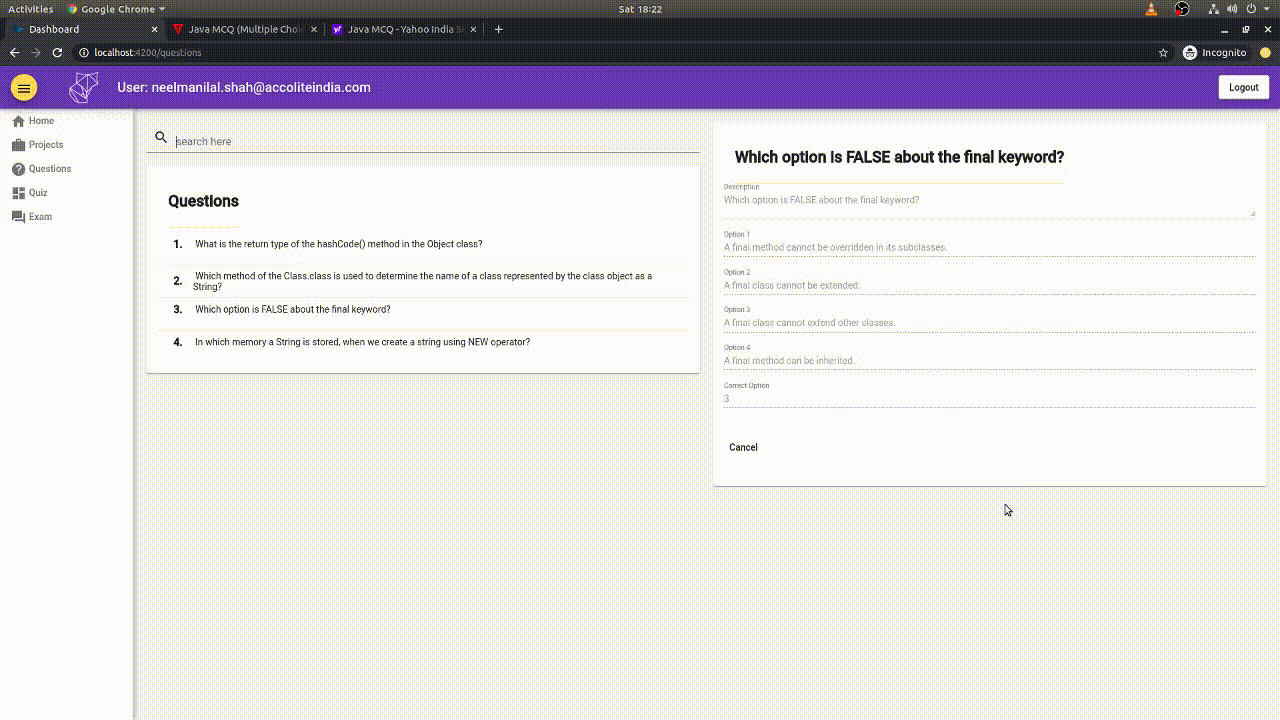 Activities
Google Chrome
Sat 18:22
Dashboard
Java MCQ (Multiple Choi
Java MCQ - Yahoo India S
localhost:4200/questions
Incognito
User: neelmanilal.shah@accoliteindia.com
Logout
Home
Projects
Questions
Quiz
Exam
search here
Questions
1. What is the return type of the hashCode() method in the Object class?
2. Which method of the Class.class is used to determine the name of a class represented by the class object as a
String?
3. Which option is FALSE about the final keyword?
4. In which memory a String is stored, when we create a string using NEW operator?
Which option is FALSE about the final keyword?
Description
Which option is FALSE about the final keyword?
Option 1
A final method cannot be overridden in its subclasses.
Option 2
A final class cannot be extended.
Option 3
A final class cannot extend other classes.
Option 4
A final method can be inherited.
Correct Option
3
Cancel